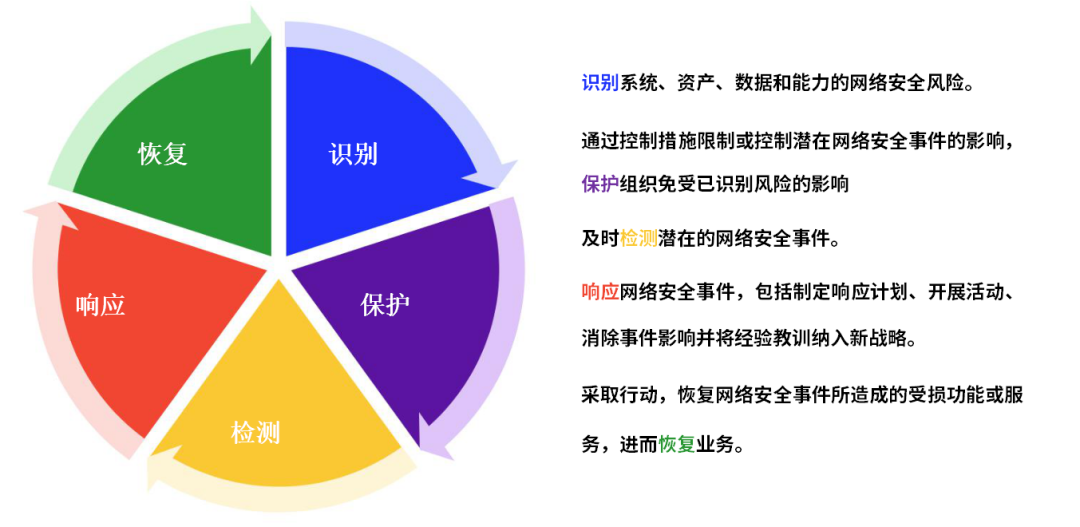 恢复
识别
响应
保护
检测
识别系统、资产、数据和能力的网络安全风险。
通过控制措施限制或控制潜在网络安全事件的影响，
保护组织免受已识别风险的影响
及时检测潜在的网络安全事件。
响应网络安全事件，包括制定响应计划、开展活动、
消除事件影响并将经验教训纳入新战略。
采取行动，恢复网络安全事件所造成的受损功能或服
务，进而恢复业务。